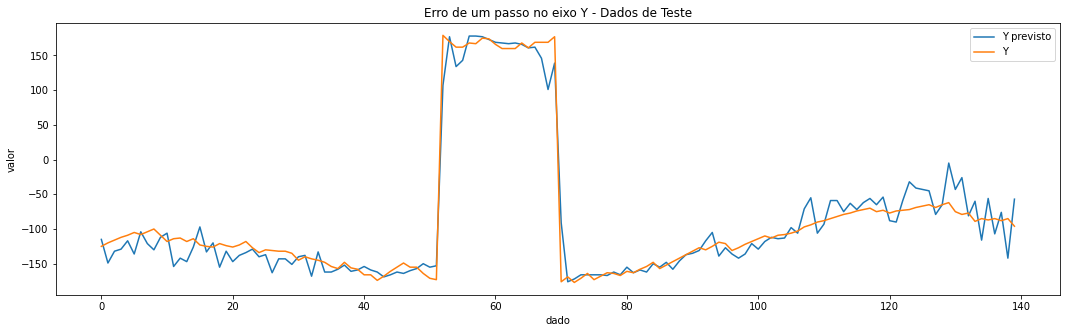 Erro de um passo no eixo Y - Dados de Teste
Y previsto
Y
valor
150
100
50
0
−50
−100
−150
0 20 40 60 80 100 120 140
dado